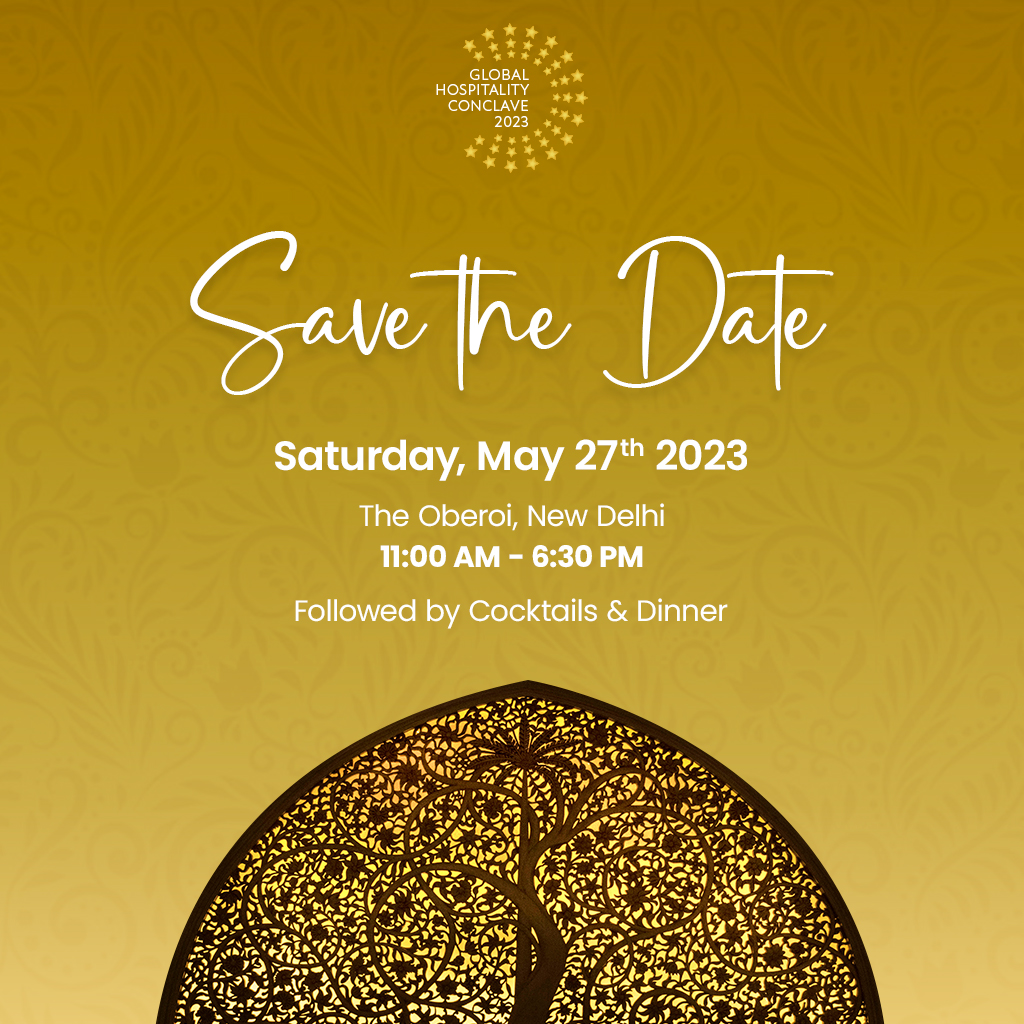 GLOBAL
HOSPITALITY
CONCLAVE
2023
Save the Date
Saturday, May 27th 2023
The Oberoi, New Delhi
11:00 AM - 6:30 PM
Followed by Cocktails & Dinner